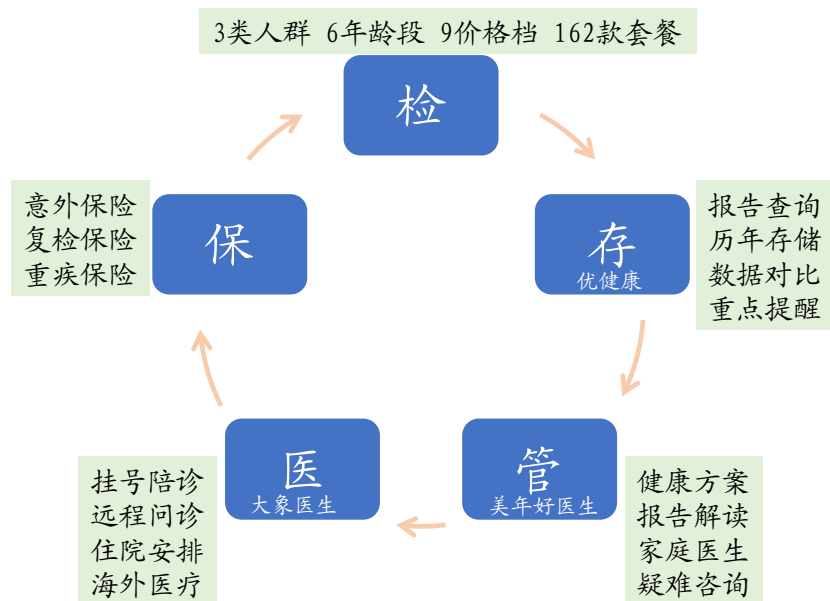 3类人群 6年龄段 9价格档 162款套餐
检
意外保险
复检保险
重疾保险
保
存
优健康
报告查询
历年存储
数据对比
重点提醒
挂号陪诊
远程问诊
住院安排
海外医疗
医
大象医生
管
美年好医生
健康方案
报告解读
家庭医生
疑难咨询